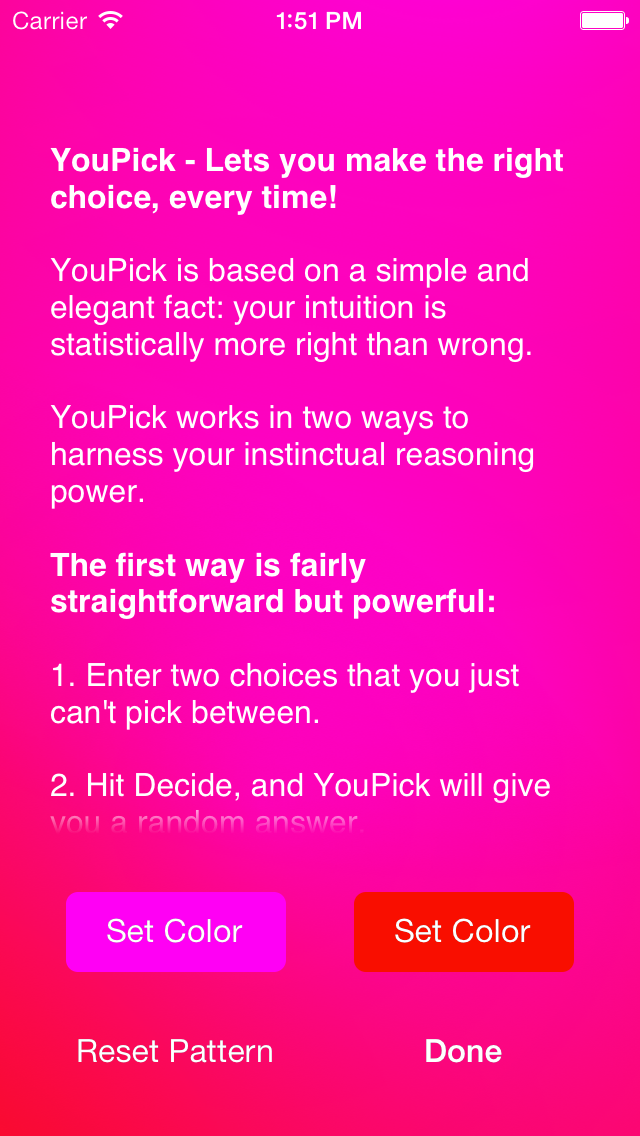 Carrier 1:51 PM
YouPick - Lets you make the right
choice, every time!
YouPick is based on a simple and
elegant fact: your intuition is
statistically more right than wrong.
YouPick works in two ways to
harness your instinctual reasoning
power.
The first way is fairly
straightforward but powerful:
1. Enter two choices that you just
can't pick between.
2. Hit Decide, and YouPick will give
you a random answer.
Set Color Set Color
Reset Pattern Done